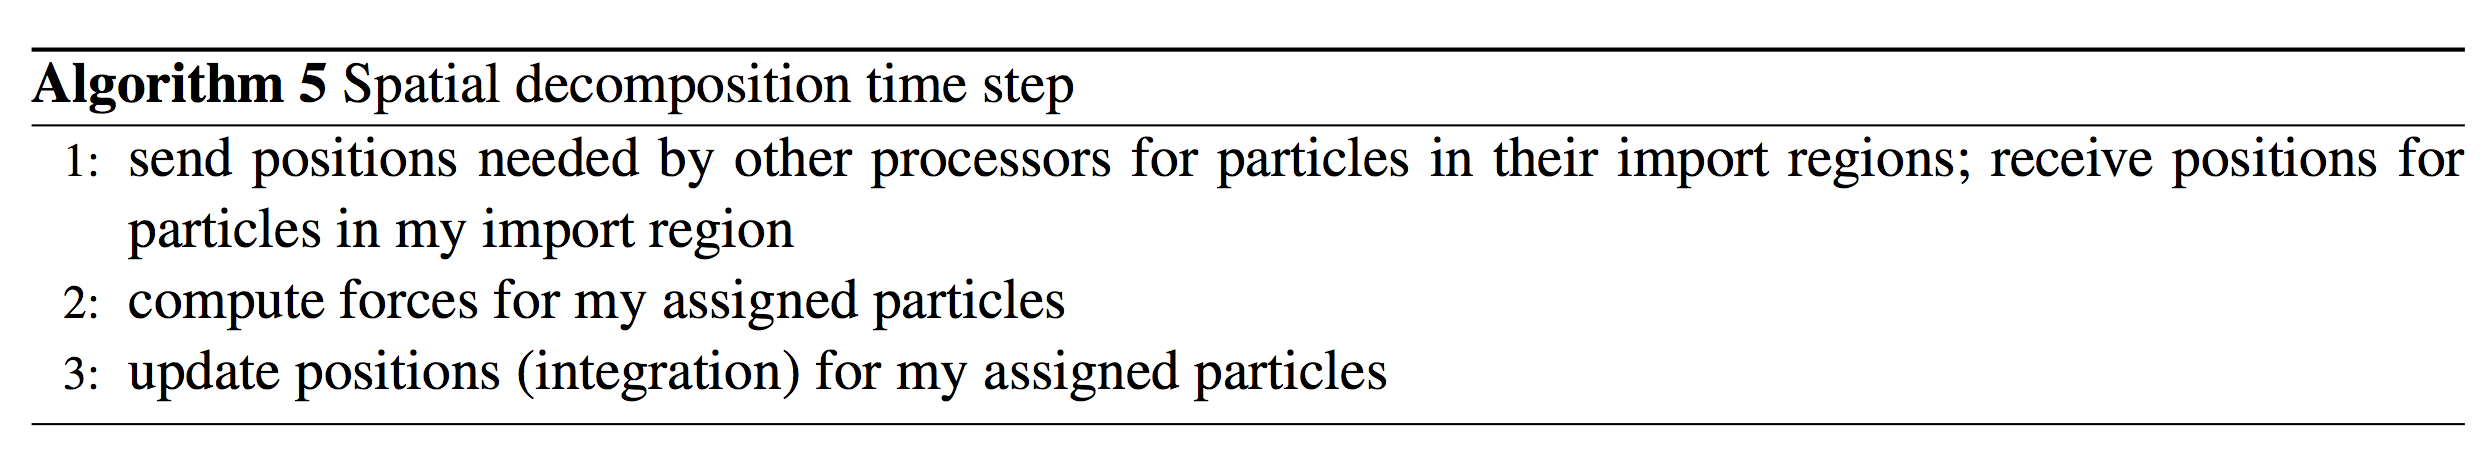 Algorithm 5 Spatial decomposition time step
1: send positions needed by other processors for particles in their import regions; receive positions for
particles in my import region
2: compute forces for my assigned particles
3: update positions (integration) for my assigned particles